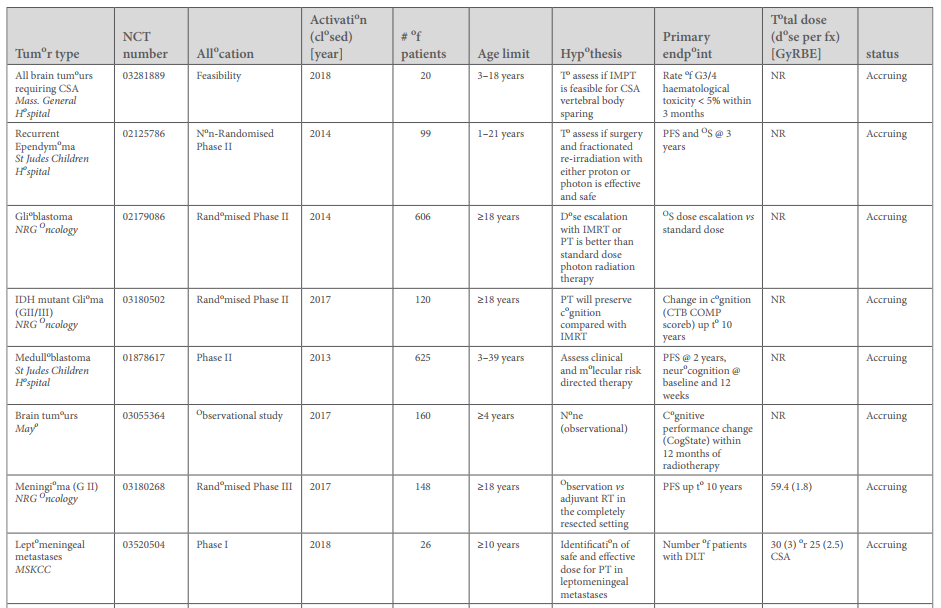 Tumor type
NCT
number
Allocation
Activation
(closed)
[year]
# of
patients
Age limit
Hypothesis
Primary
endpoint
Total dose
(dose per fx)
[GyRBE]
status
All brain tumours
requiring CSA
Mass. General
Hospital
03281889
Feasibility
2018
20
3–18 years
To assess if IMPT
is feasible for CSA
vertebral body
sparing
Rate of G3/4
haematological
toxicity < 5% within
3 months
NR
Accruing
Recurrent
Ependymoma
St Judes Children
Hospital
02125786
Non-Randomised
Phase II
2014
99
1–21 years
To assess if surgery
and fractionated
re-irradiation with
either proton or
photon is effective
and safe
PFS and OS @ 3
years
NR
Accruing
Glioblastoma
NRG Oncology
02179086
Randomised Phase II
2014
606
≥18 years
Dose escalation
with IMRT or
PT is better than
standard dose
photon radiation
therapy
OS dose escalation vs
standard dose
NR
Accruing
IDH mutant Glioma
(GII/III)
NRG Oncology
03180502
Randomised Phase II
2017
120
≥18 years
PT will preserve
cognition
compared with
IMRT
Change in cognition
(CTB COMP
scoreb) up to 10
years
NR
Accruing
Medulloblastoma
St Judes Children
Hospital
01878617
Phase II
2013
625
3–39 years
Assess clinical
and molecular risk
directed therapy
PFS @ 2 years,
neurocognition @
baseline and 12
weeks
NR
Accruing
Brain tumours
Mayo
03055364
Observational study
2017
160
≥4 years
None
(observational)
Cognitive
performance change
(CogState) within
12 months of
radiotherapy
NR
Accruing
Meningioma (G II)
NRG Oncology
03180268
Randomised Phase III
2017
148
≥18 years
Observation vs
adjuvant RT in
the completely
resected setting
PFS up to 10 years
59.4 (1.8)
Accruing
Leptomeningeal
metastases
MSKCC
03520504
Phase I
2018
26
≥10 years
Identification of
safe and effective
dose for PT in
leptomeningeal
metastases
Number of patients
with DLT
30 (3) or 25 (2.5)
CSA
Accruing